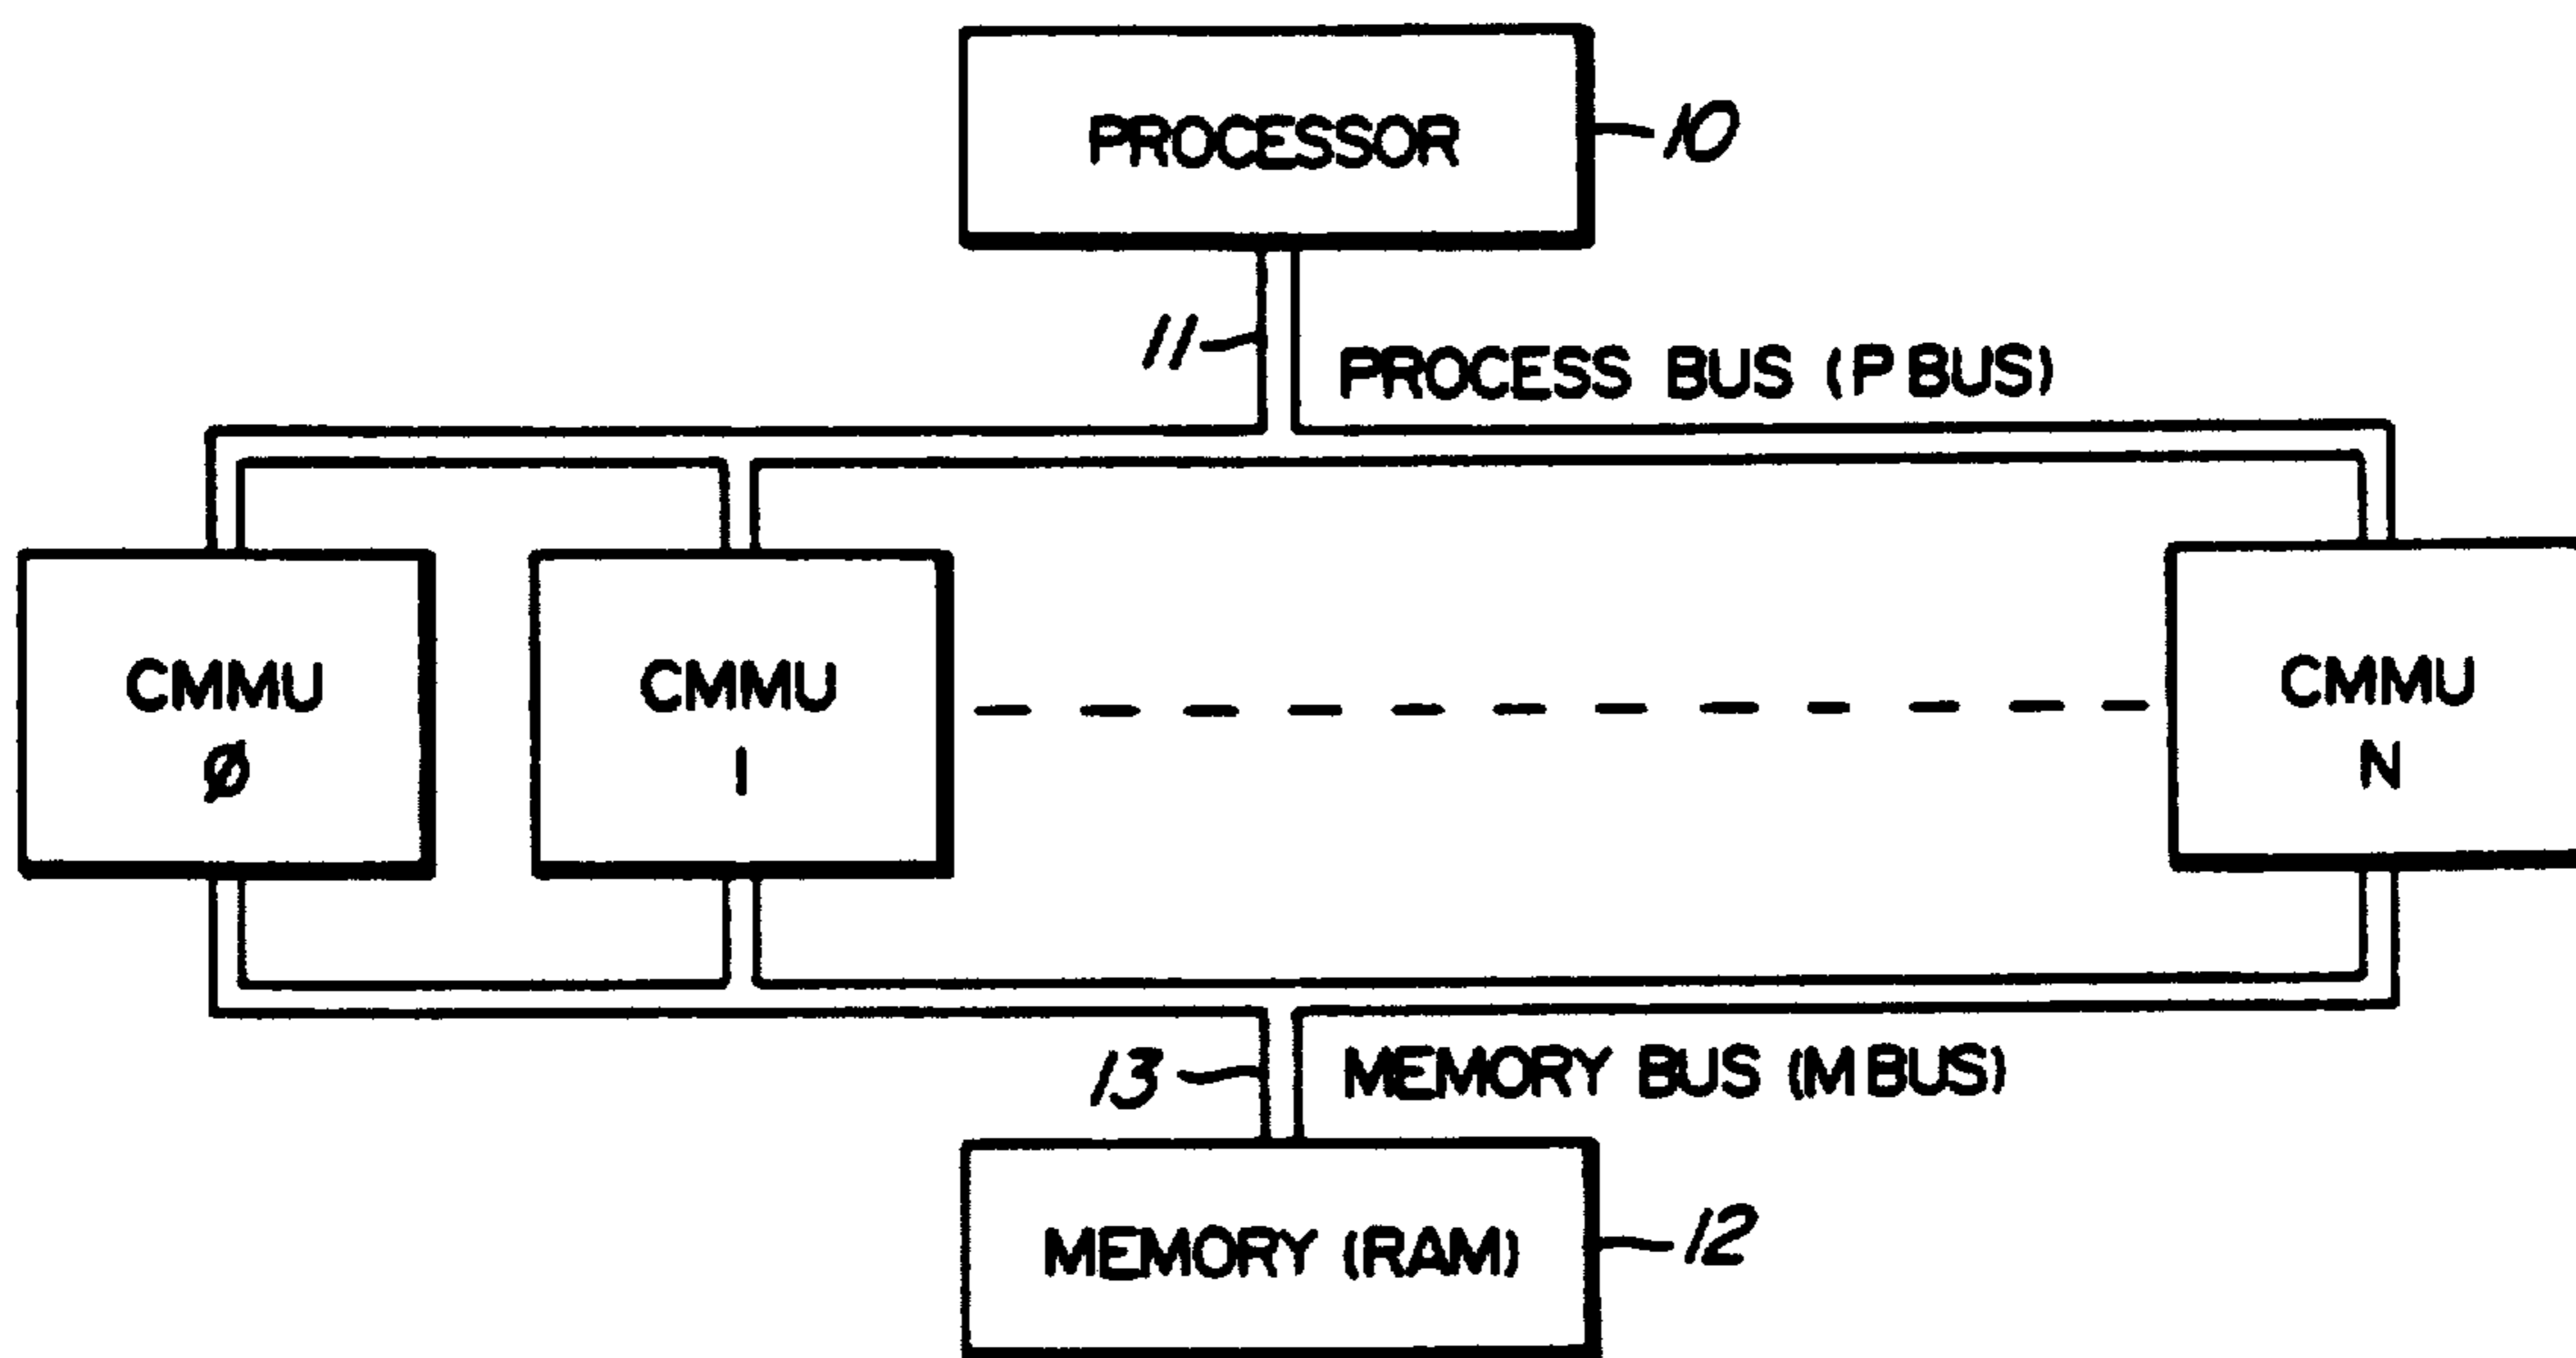 PROCESSOR
10
11
PROCESS BUS (P BUS)
CMMU
Ø
CMMU
1
CMMU
N
13
MEMORY BUS (M BUS)
MEMORY (RAM)
12